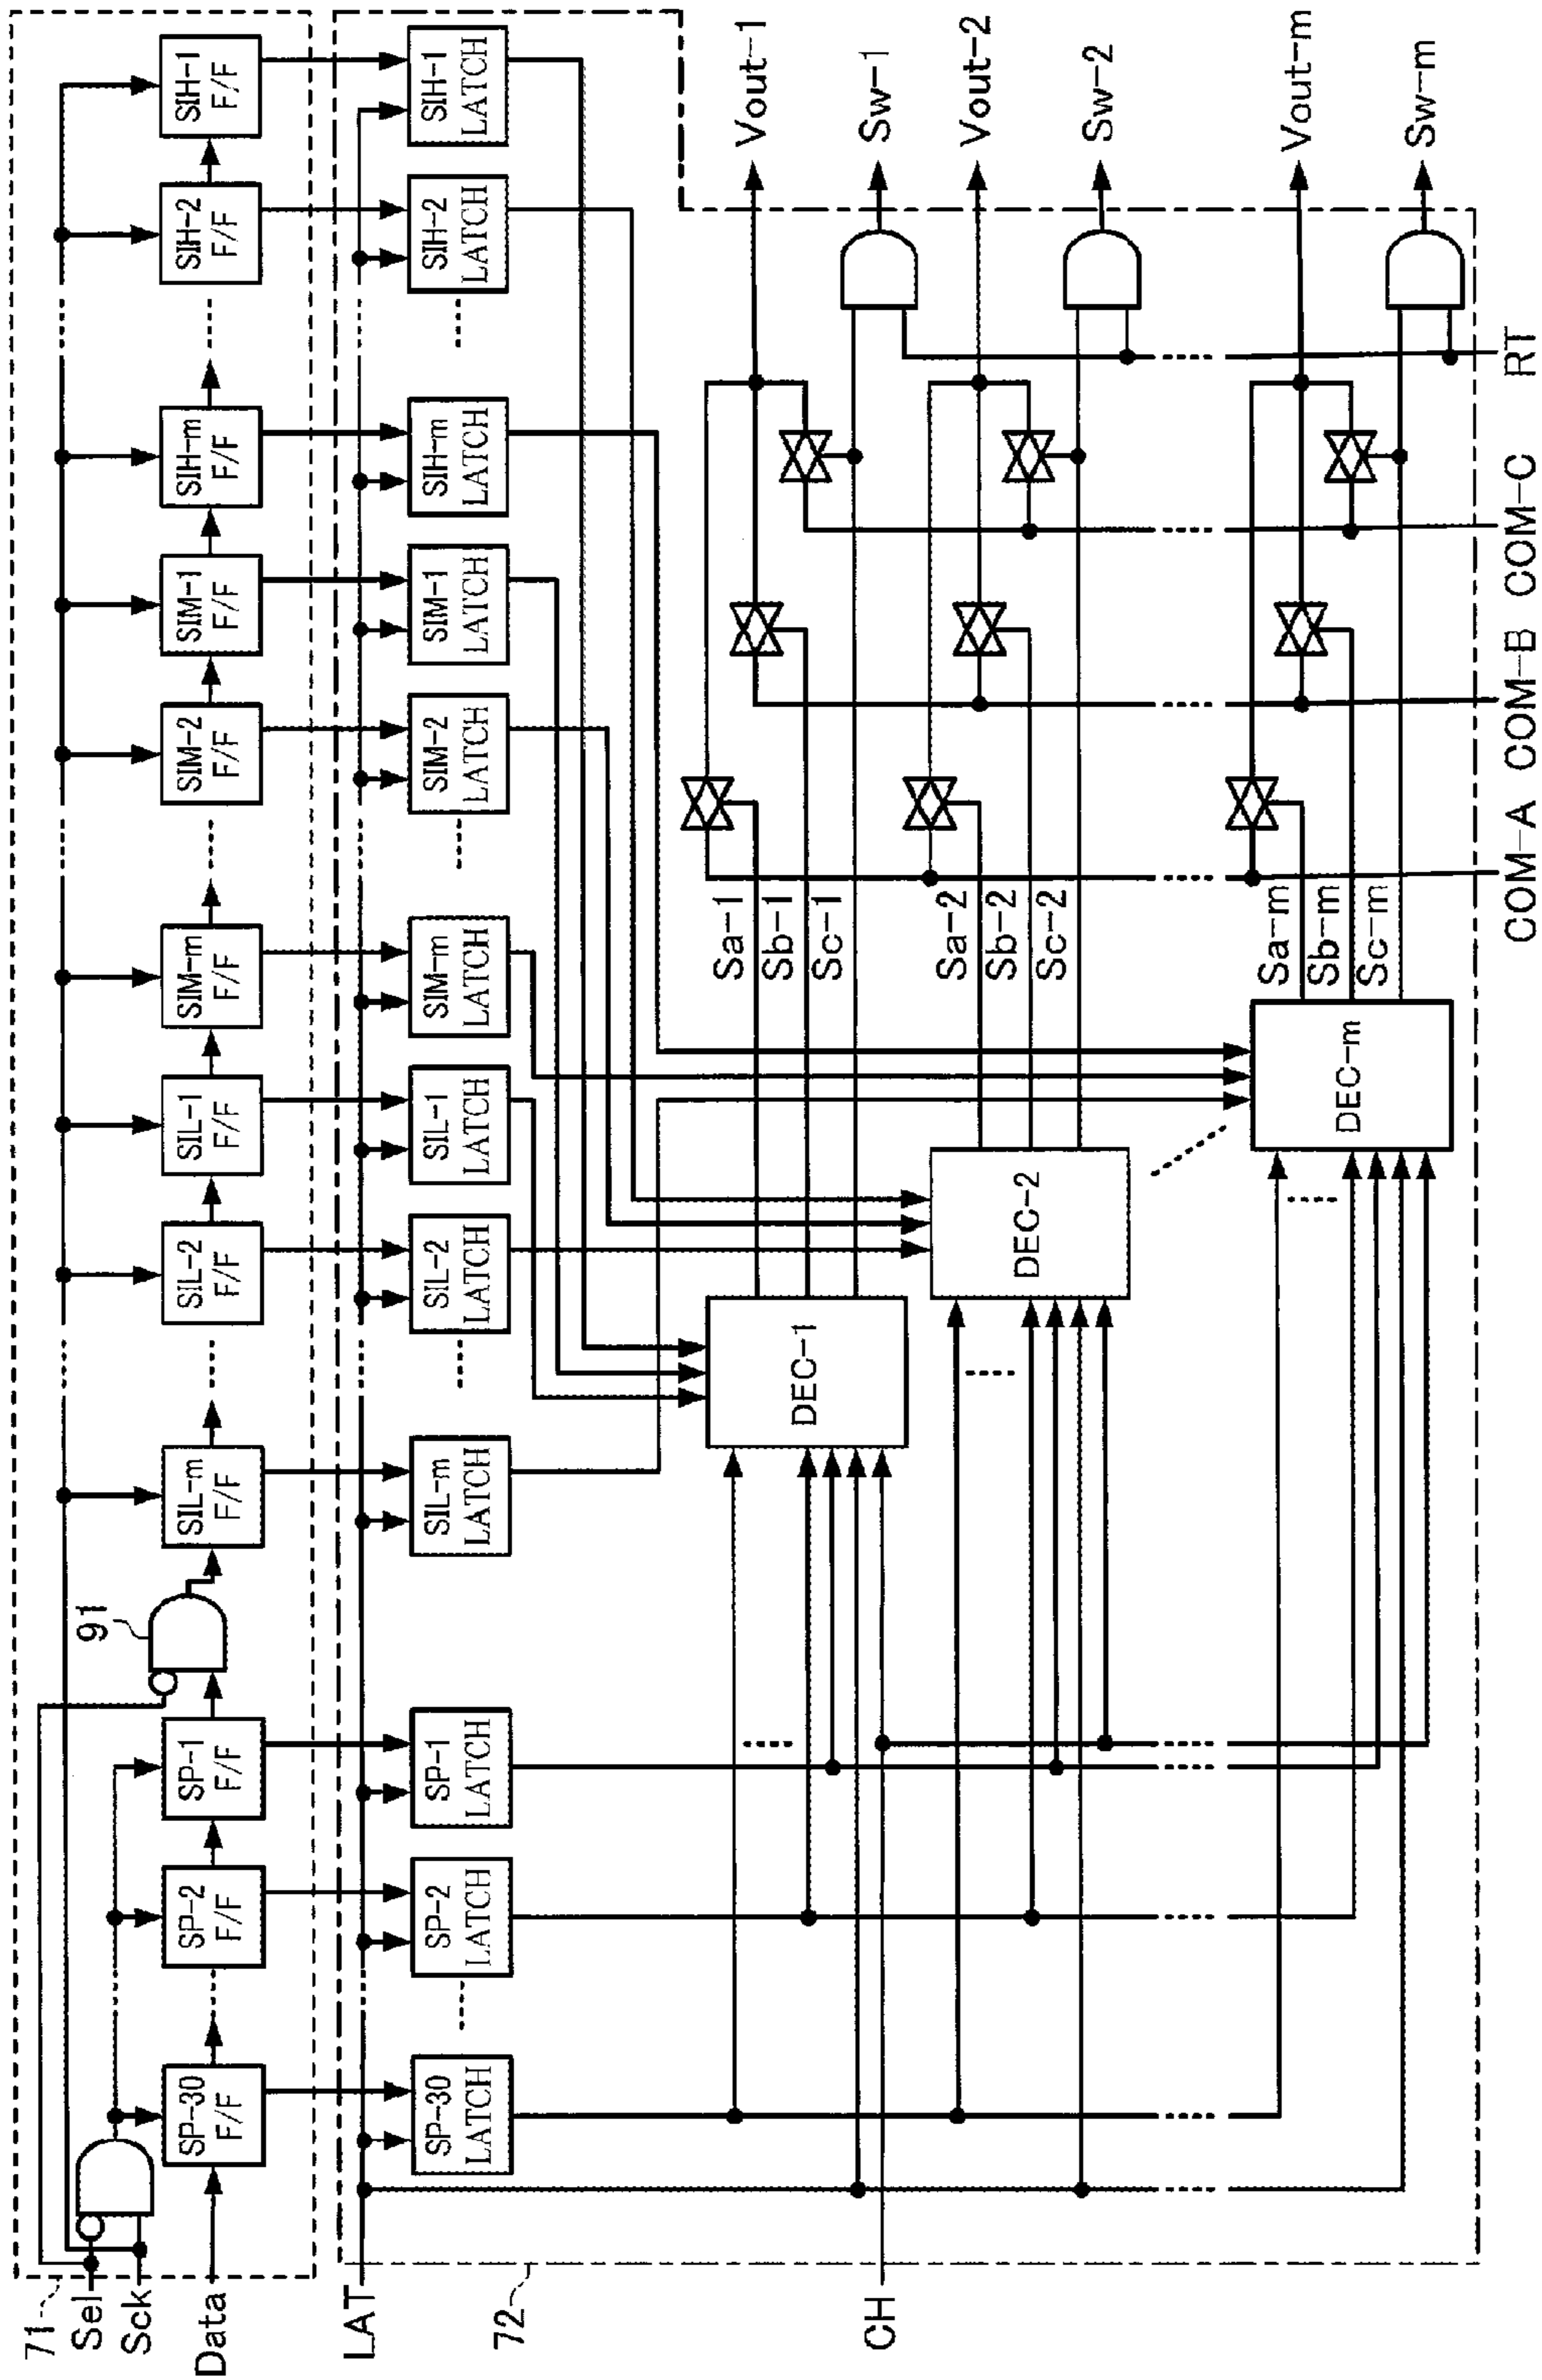 71
Sel
Sck
Data
SP-30
F/F
SP-2
F/F
SP-1
F/F
91
SIL-m
F/F
SIL-2
F/F
SIL-1
F/F
SIM-m
F/F
SIM-2
F/F
SIM-1
F/F
SIH-m
F/F
SIH-2
F/F
SIH-1
F/F
LAT
SP-30
LATCH
SP-2
LATCH
SP-1
LATCH
SIL-m
LATCH
SIL-2
LATCH
SIL-1
LATCH
SIM-m
LATCH
SIM-2
LATCH
SIM-1
LATCH
SIH-m
LATCH
SIH-2
LATCH
SIH-1
LATCH
72
CH
DEC-1
Sa-1
Sb-1
Sc-1
Vout-1
Sw-1
DEC-2
Sa-2
Sb-2
Sc-2
Vout-2
Sw-2
DEC-m
Sa-m
Sb-m
Sc-m
Vout-m
Sw-m
COM-A COM-B COM-C RT